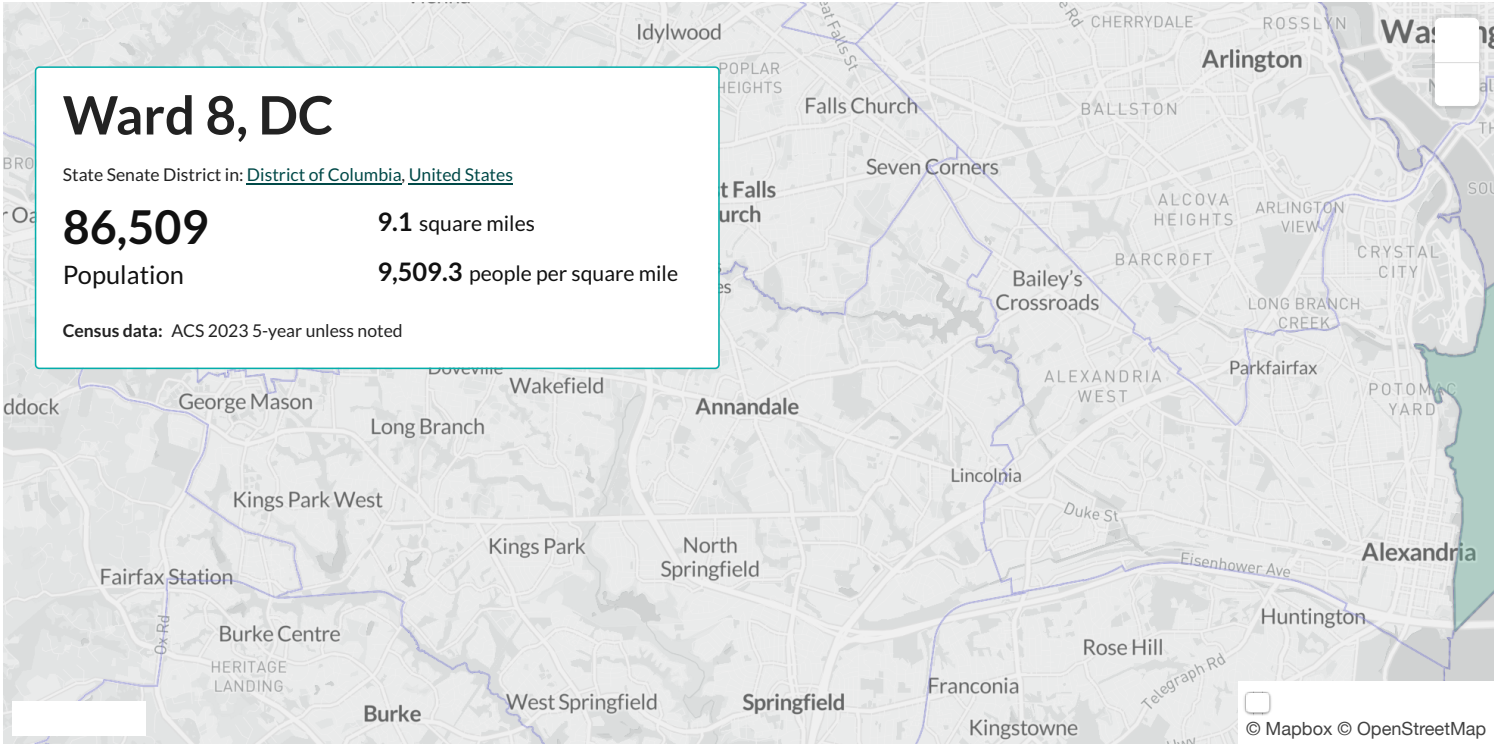 Idylwood
CHERRYDALE
ROSSLYN
Arlington
POPLAR
HEIGHTS
Falls Church
BALLSTON
Ward 8, DC
Seven Corners
State Senate District in: District of Columbia, United States
ALCOVA
HEIGHTS
ARLINGTON
VIEW
86,509
9.1 square miles
Population
9,509.3 people per square mile
BARCROFT
CRYSTAL
CITY
Bailey's
Crossroads
LONG BRANCH
CREEK
Census data: ACS 2023 5-year unless noted
Parkfairfax
Wakefield
ALEXANDRIA
WEST
POTOMAC
YARD
George Mason
Annandale
Long Branch
Lincolnia
Kings Park West
Duke St
Kings Park
North
Springfield
Alexandria
Eisenhower Ave
Fairfax Station
Huntington
Ox Rd
Burke Centre
Rose Hill
HERITAGE
LANDING
Telegraph Rd
Franconia
West Springfield
Springfield
Burke
Kingstowne
© Mapbox © OpenStreetMap